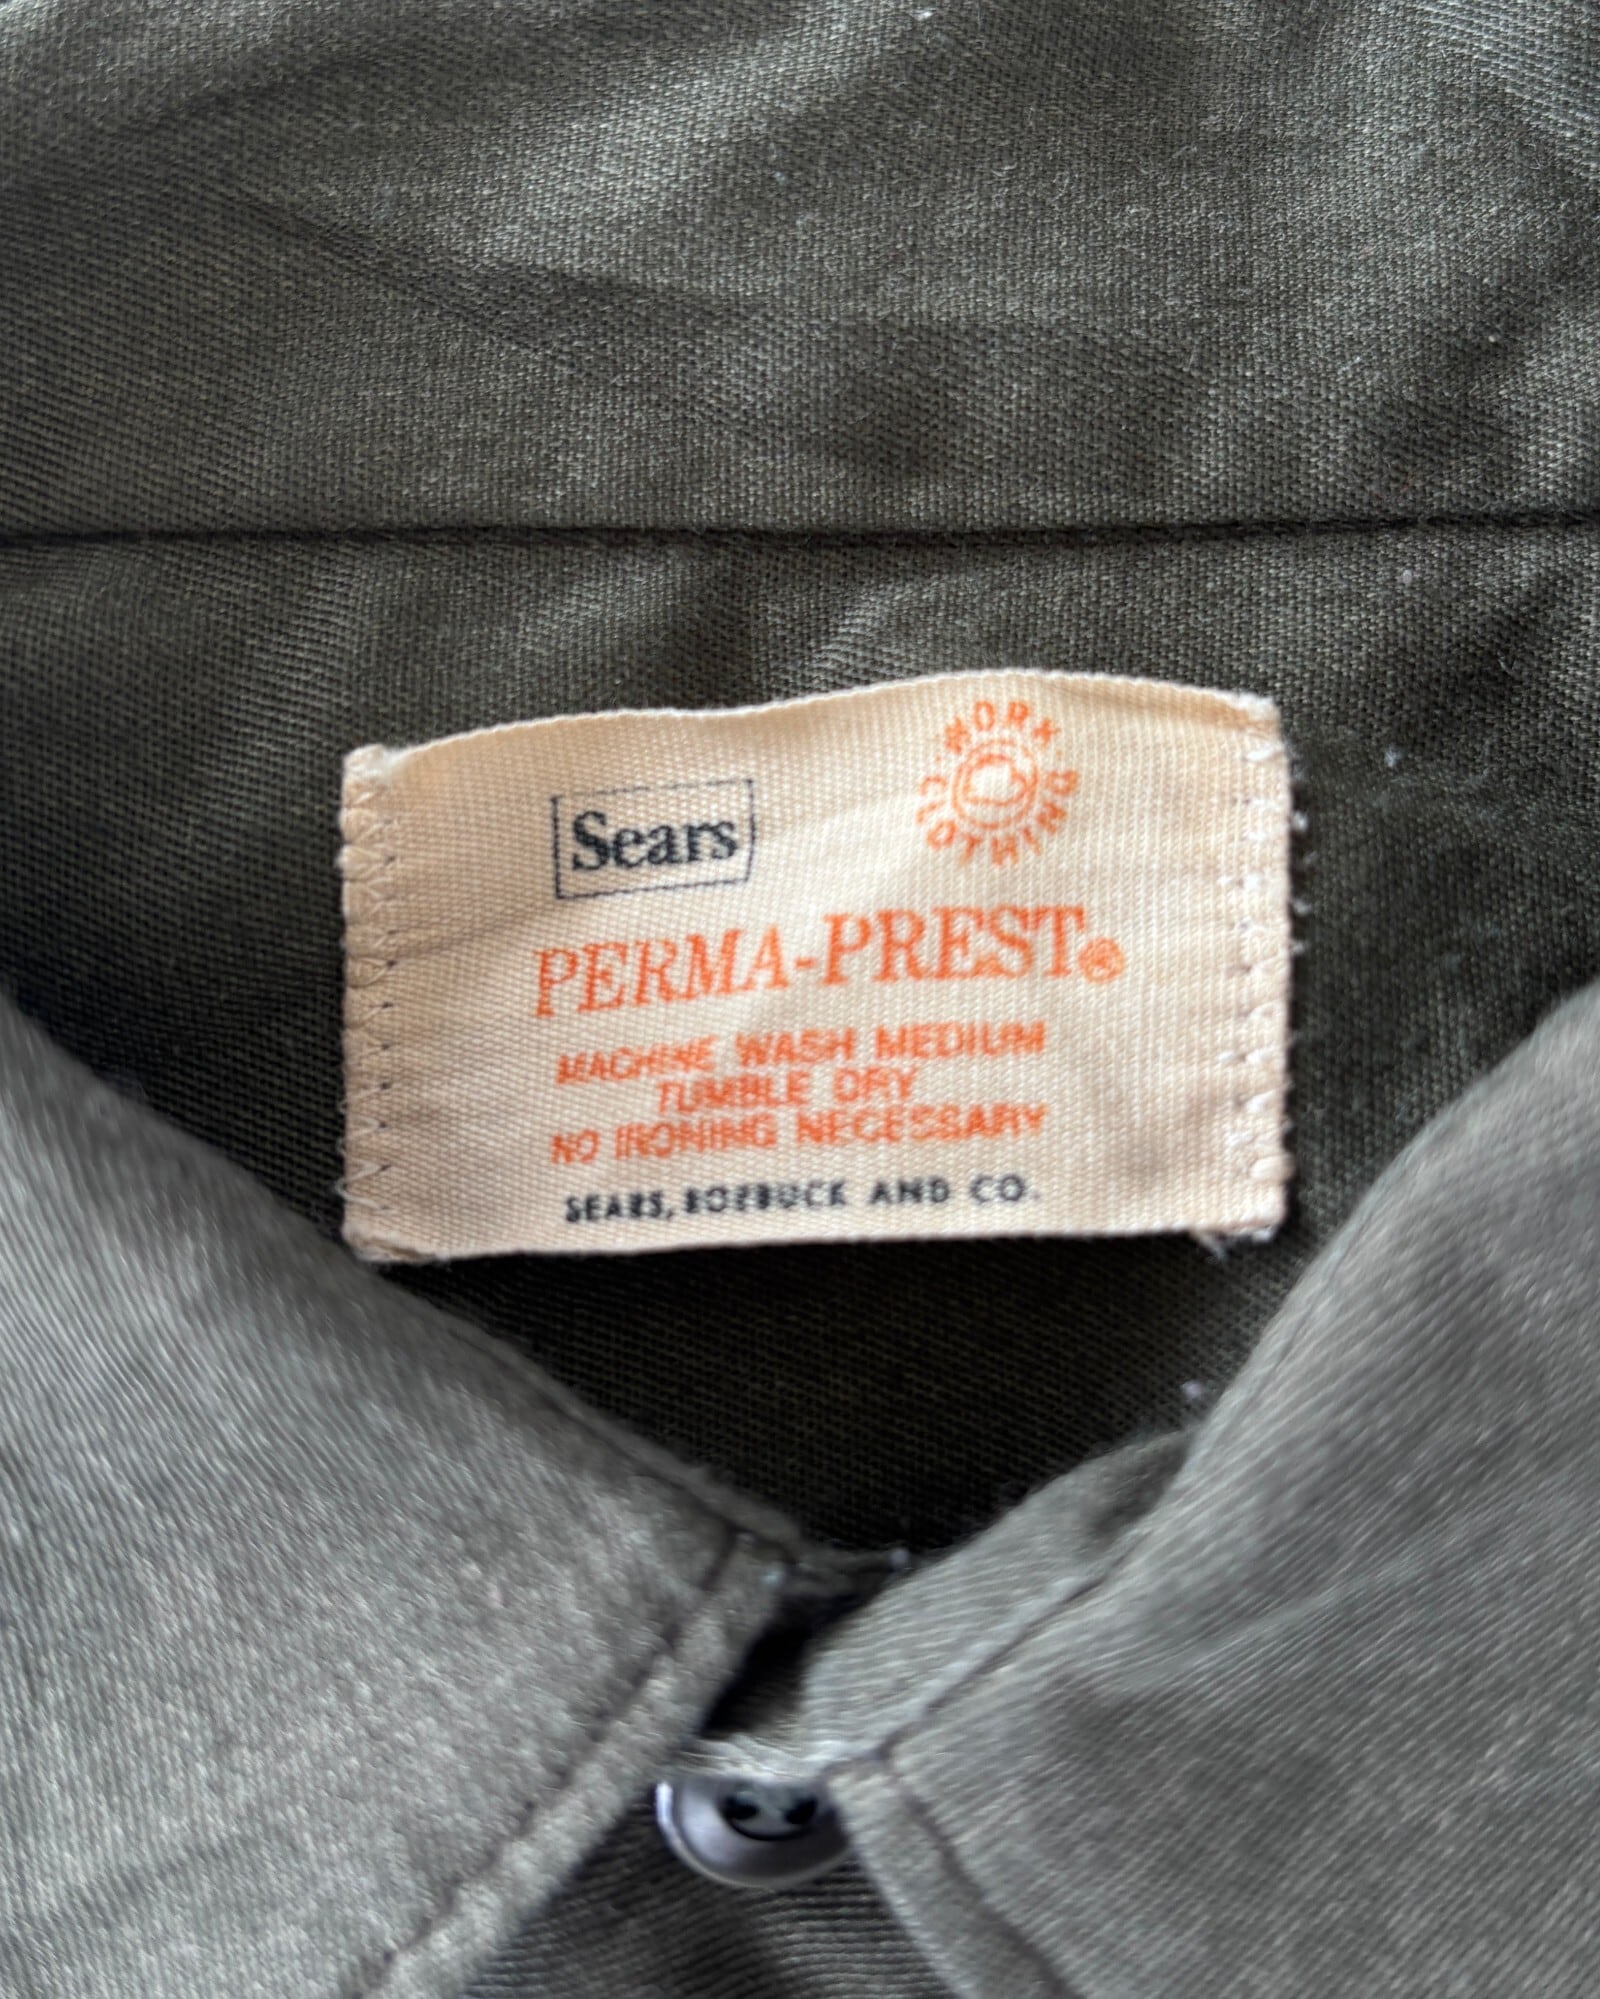 Sears
WORK CLOTHING
PERMA-PREST®
MACHINE WASH MEDIUM
TUMBLE DRY
NO IRONING NECESSARY
SEARS, ROEBUCK AND CO.